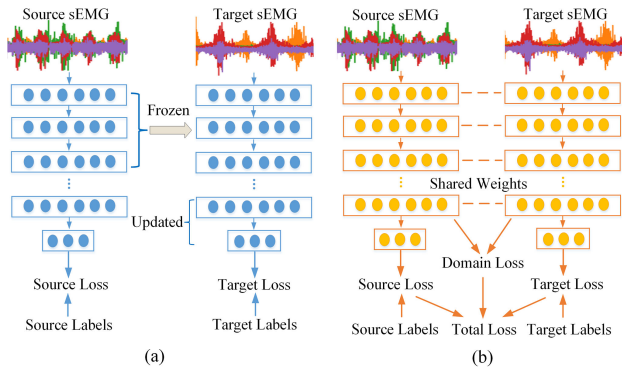 Source sEMG
Target sEMG
Source sEMG
Target sEMG
Frozen
Shared Weights
Updated
Domain Loss
Source Loss
Target Loss
Source Loss
Target Loss
Source Labels
Target Labels
Source Labels
Total Loss
Target Labels
(a)
(b)